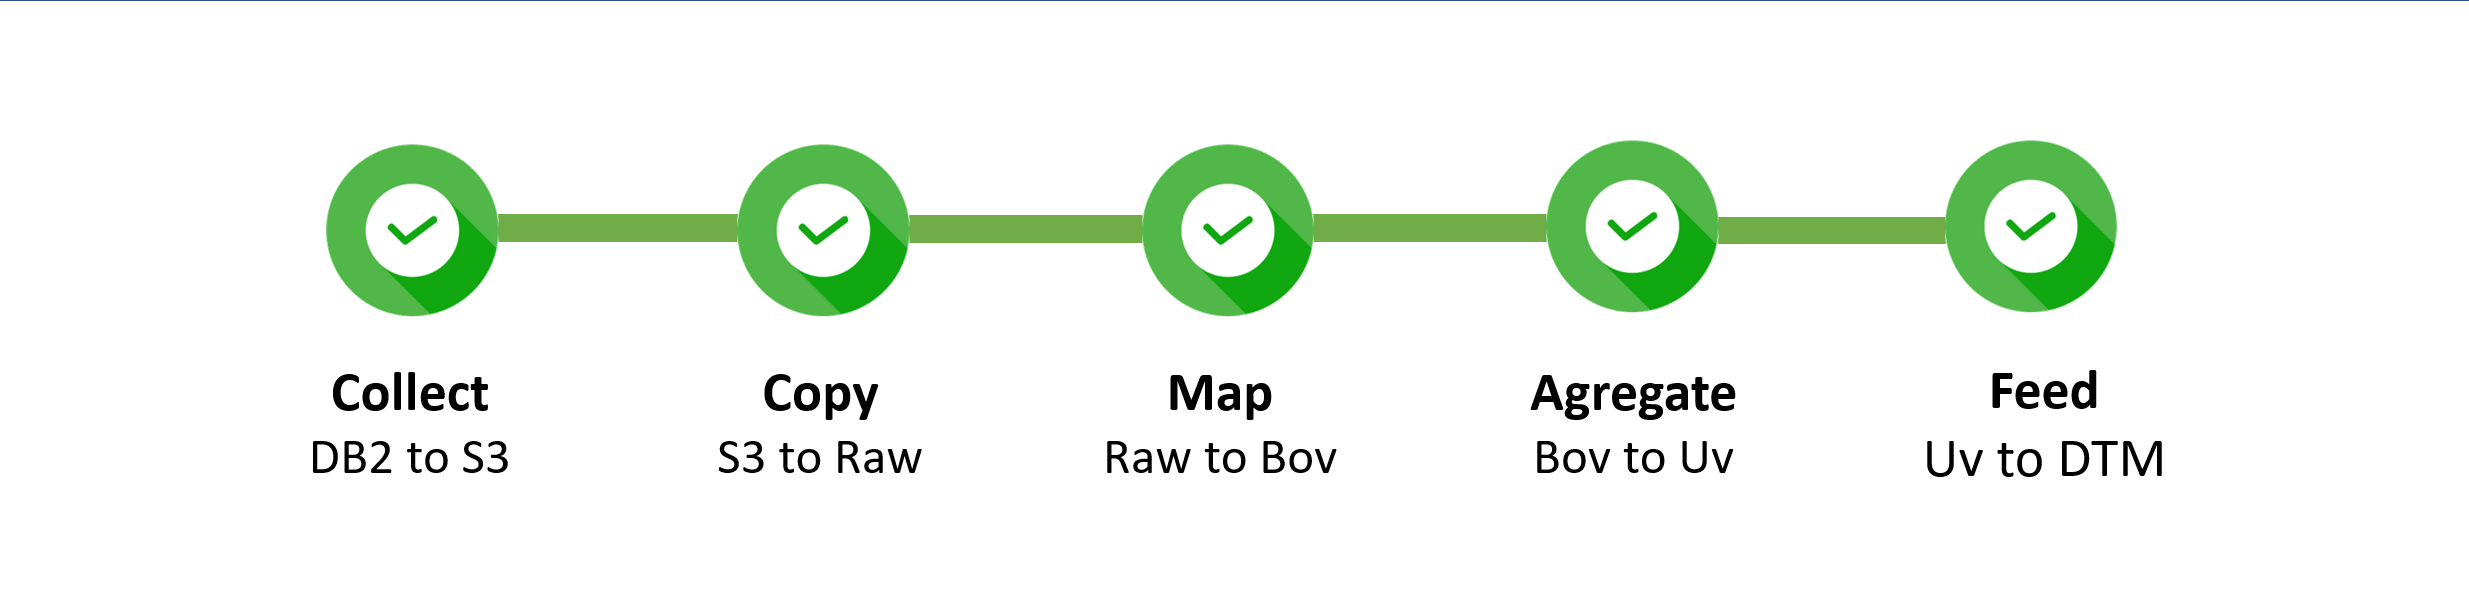 Collect
DB2 to S3
Copy
S3 to Raw
Map
Raw to Bov
Agregate
Bov to Uv
Feed
Uv to DTM